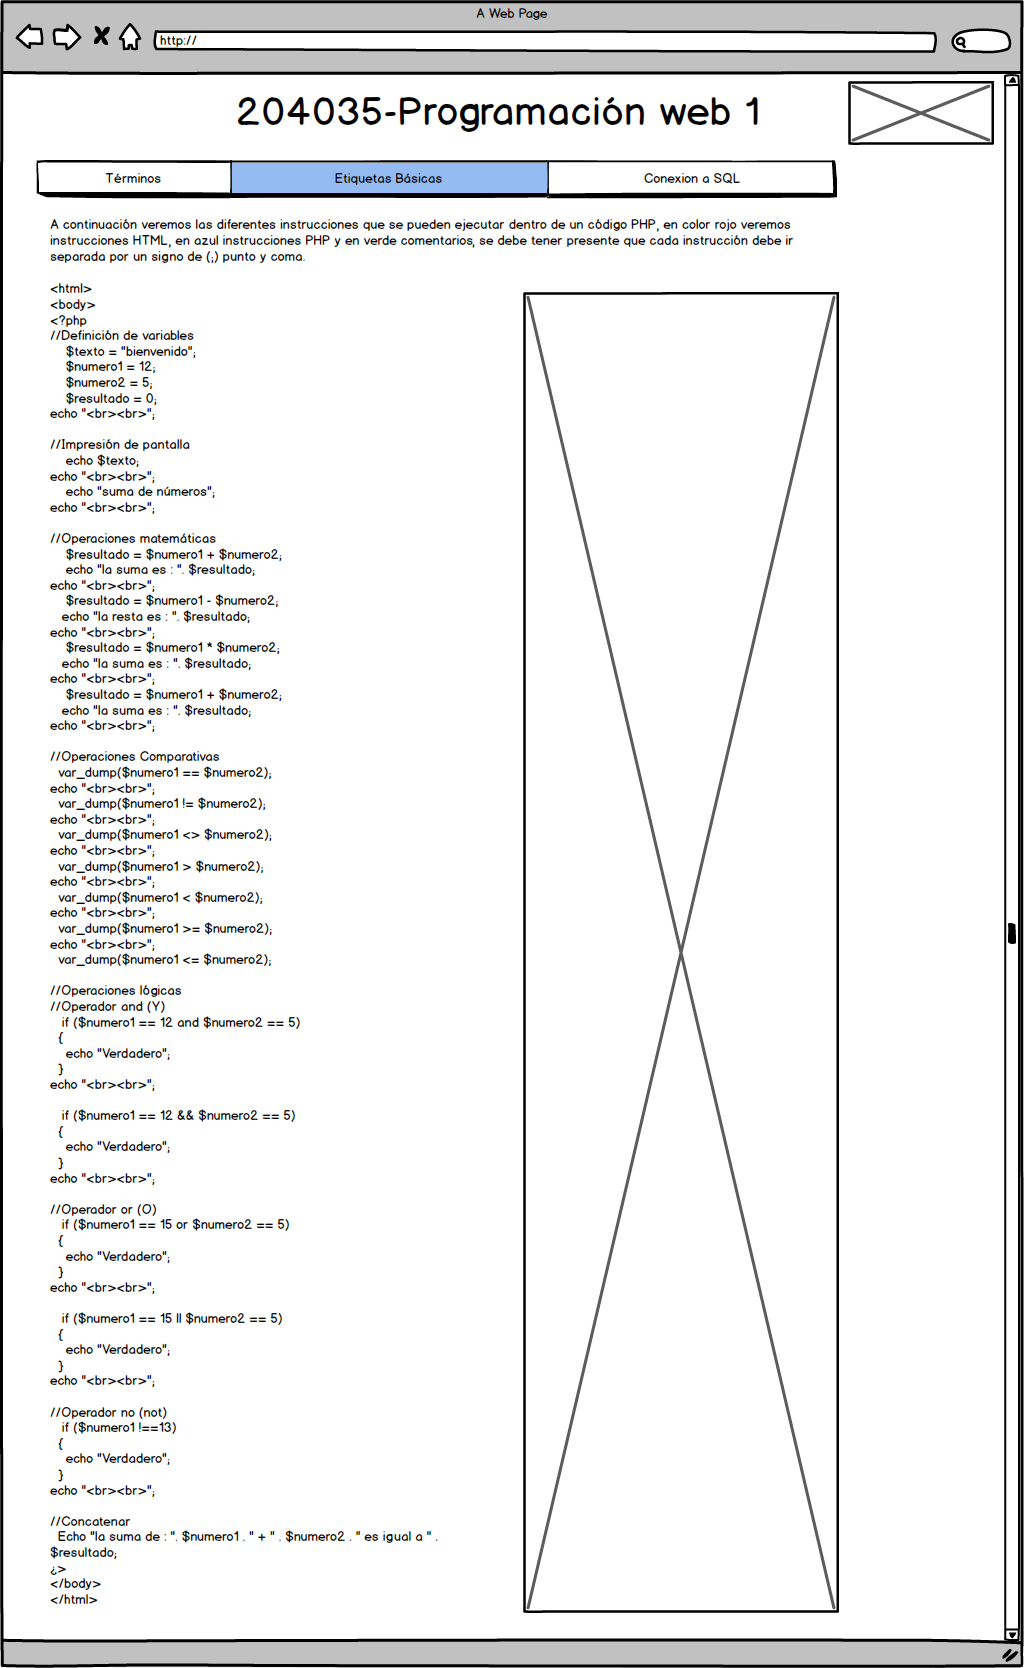 A Web Page
http://
204035-Programación web 1
Términos
Etiquetas Básicas
Conexion a SQL
A continuación veremos las diferentes instrucciones que se pueden ejecutar dentro de un código PHP, en color rojo veremos
instrucciones HTML, en azul instrucciones PHP y en verde comentarios, se debe tener presente que cada instrucción debe ir
separada por un signo de (;) punto y coma.
<html>
<body>
<?php
//Definición de variables
$texto = "bienvenido";
$numero1 = 12;
$numero2 = 5;
$resultado = 0;
echo "<br><br>";
//Impresión de pantalla
echo $texto;
echo "<br><br>";
echo "suma de números";
echo "<br><br>";
//Operaciones matemáticas
$resultado = $numero1 + $numero2;
echo "la suma es : ". $resultado;
echo "<br><br>";
$resultado = $numero1 - $numero2;
echo "la resta es : ". $resultado;
echo "<br><br>";
$resultado = $numero1 * $numero2;
echo "la suma es : ". $resultado;
echo "<br><br>";
$resultado = $numero1 + $numero2;
echo "la suma es : ". $resultado;
echo "<br><br>";
//Operaciones Comparativas
var_dump($numero1 == $numero2);
echo "<br><br>";
var_dump($numero1 != $numero2);
echo "<br><br>";
var_dump($numero1 <> $numero2);
echo "<br><br>";
var_dump($numero1 > $numero2);
echo "<br><br>";
var_dump($numero1 < $numero2);
echo "<br><br>";
var_dump($numero1 >= $numero2);
echo "<br><br>";
var_dump($numero1 <= $numero2);
//Operaciones lógicas
//Operador and (Y)
if ($numero1 == 12 and $numero2 == 5)
{
echo "Verdadero";
}
echo "<br><br>";
if ($numero1 == 12 && $numero2 == 5)
{
echo "Verdadero";
}
echo "<br><br>";
//Operador or (O)
if ($numero1 == 15 or $numero2 == 5)
{
echo "Verdadero";
}
echo "<br><br>";
if ($numero1 == 15 || $numero2 == 5)
{
echo "Verdadero";
}
echo "<br><br>";
//Operador no (not)
if ($numero1 !==13)
{
echo "Verdadero";
}
echo "<br><br>";
//Concatenar
Echo "la suma de : ". $numero1 . " + " . $numero2 . " es igual a " .
$resultado;
¿>
</body>
</html>